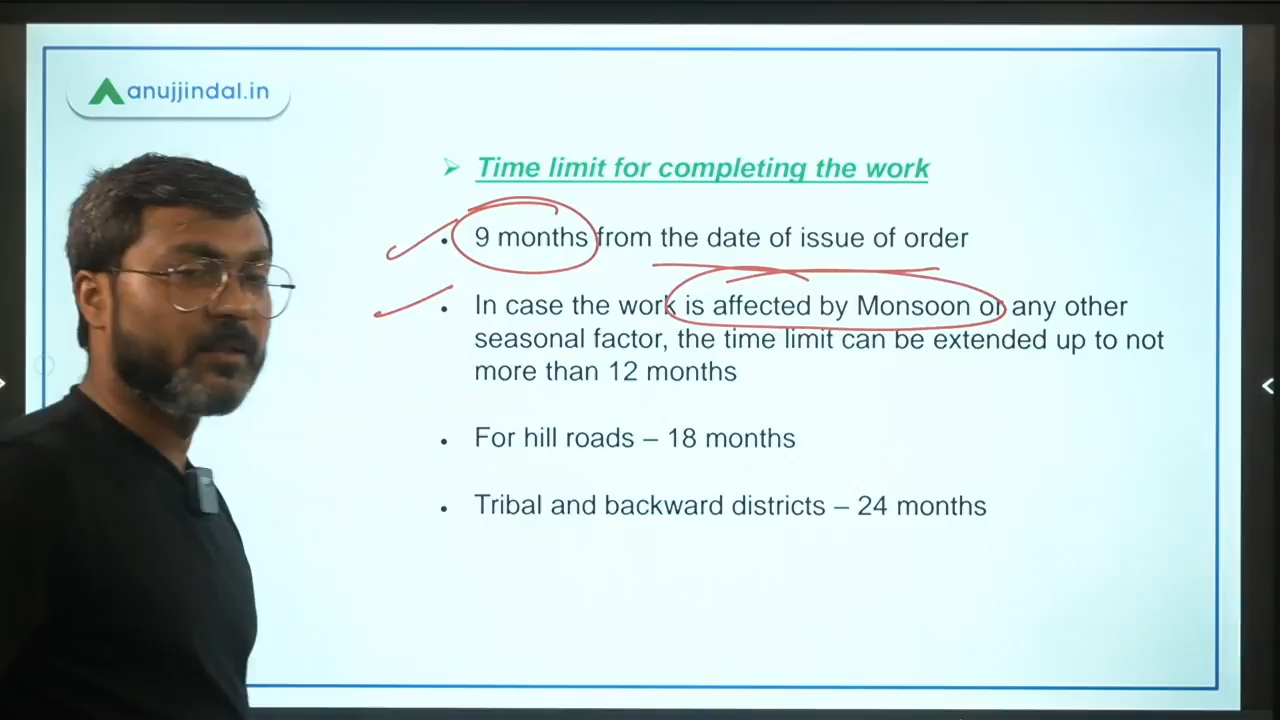 anujjindal.in
➢ Time limit for completing the work
• 9 months from the date of issue of order
• In case the work is affected by Monsoon or any other
seasonal factor, the time limit can be extended up to not
more than 12 months
• For hill roads – 18 months
• Tribal and backward districts – 24 months